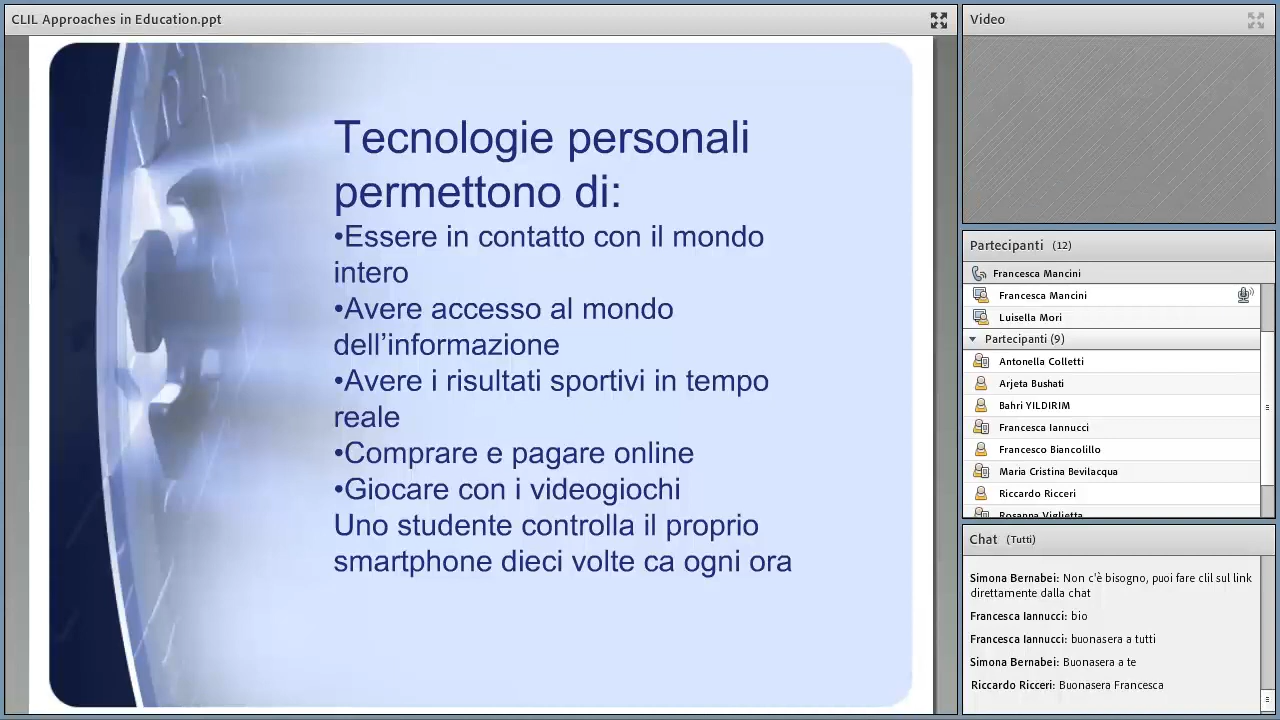 CLIL Approaches in Education.ppt
Tecnologie personali
permettono di:
•Essere in contatto con il mondo
intero
•Avere accesso al mondo
dell’informazione
•Avere i risultati sportivi in tempo
reale
•Comprare e pagare online
•Giocare con i videogiochi
Uno studente controlla il proprio
smartphone dieci volte ca ogni ora
Video
Partecipanti (12)
Francesca Mancini
Francesca Mancini
Luisella Mori
Partecipanti (9)
Antonella Colletti
Arjeta Bushati
Bahri YILDIRIM
Francesca Iannucci
Francesco Biancolillo
Maria Cristina Bevilacqua
Riccardo Ricceri
Rosanna Viglietta
Chat (Tutti)
Simona Bernabei: Non c'è bisogno, puoi fare clil sul link
direttamente dalla chat
Francesca Iannucci: bio
Francesca Iannucci: buonasera a tutti
Simona Bernabei: Buonasera a te
Riccardo Ricceri: Buonasera Francesca